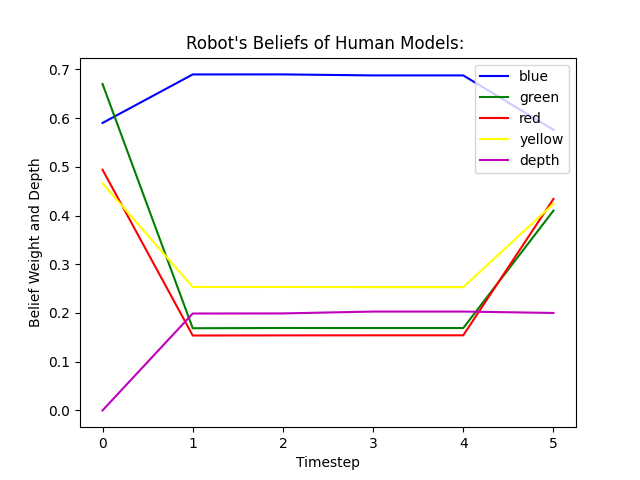 Robot's Beliefs of Human Models:
0.7
0.6
0.5
0.4
0.3
0.2
0.1
0.0
Belief Weight and Depth
blue
green
red
yellow
depth
0 1 2 3 4 5
Timestep